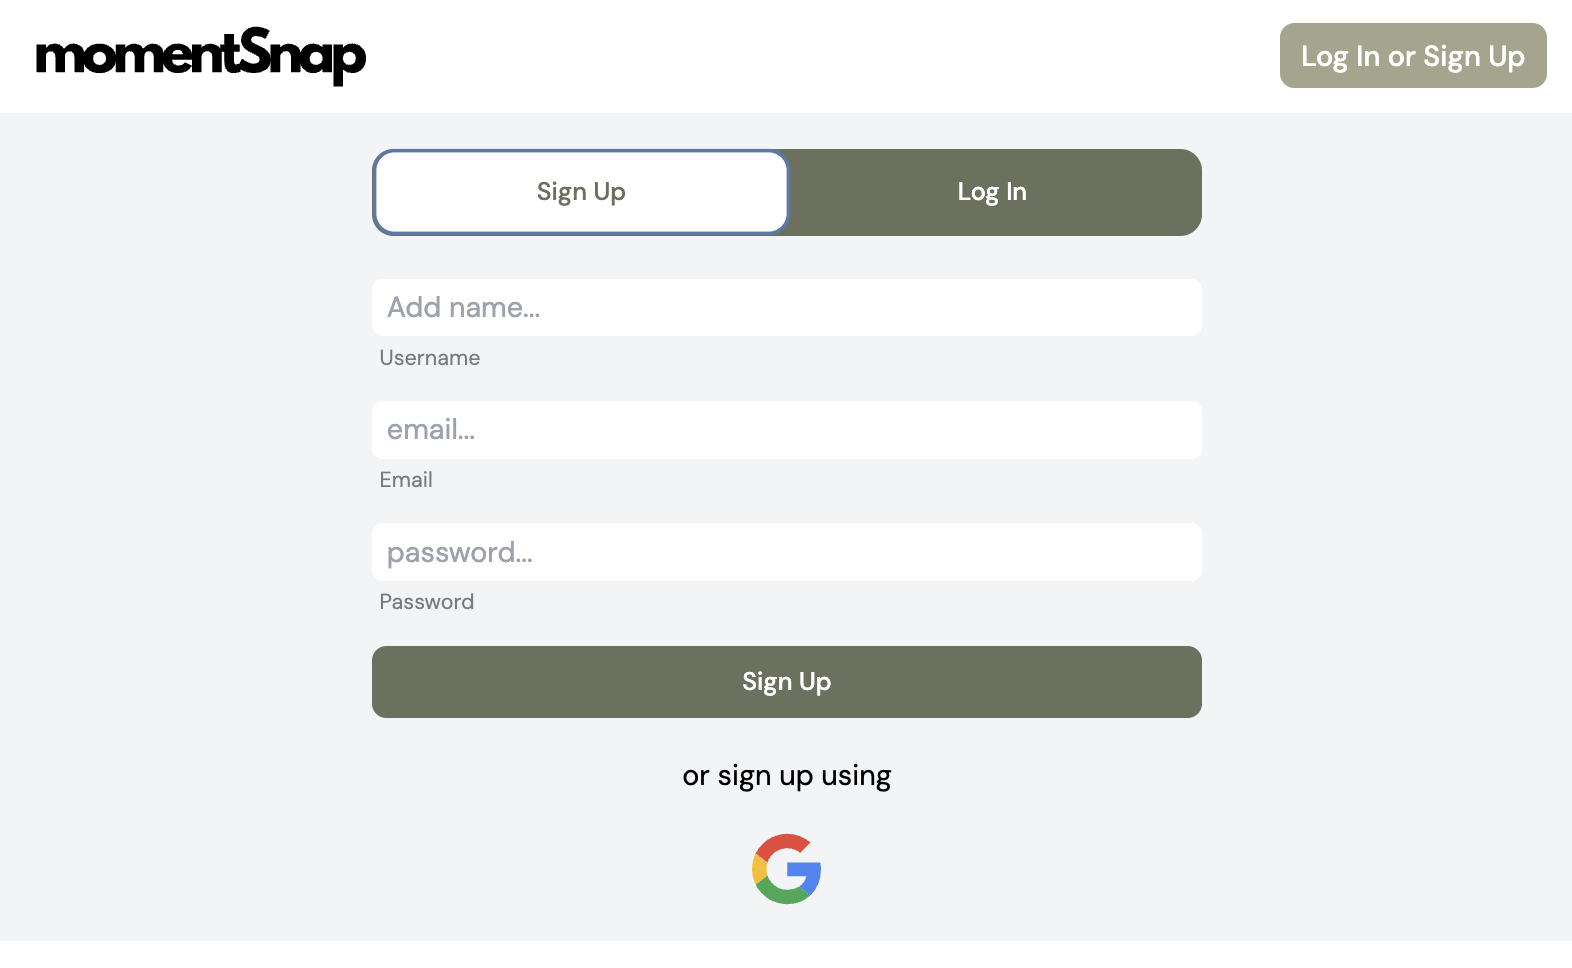 momentSnap
Log In or Sign Up
Sign Up
Log In
Add name...
Username
email...
Email
password...
Password
Sign Up
or sign up using